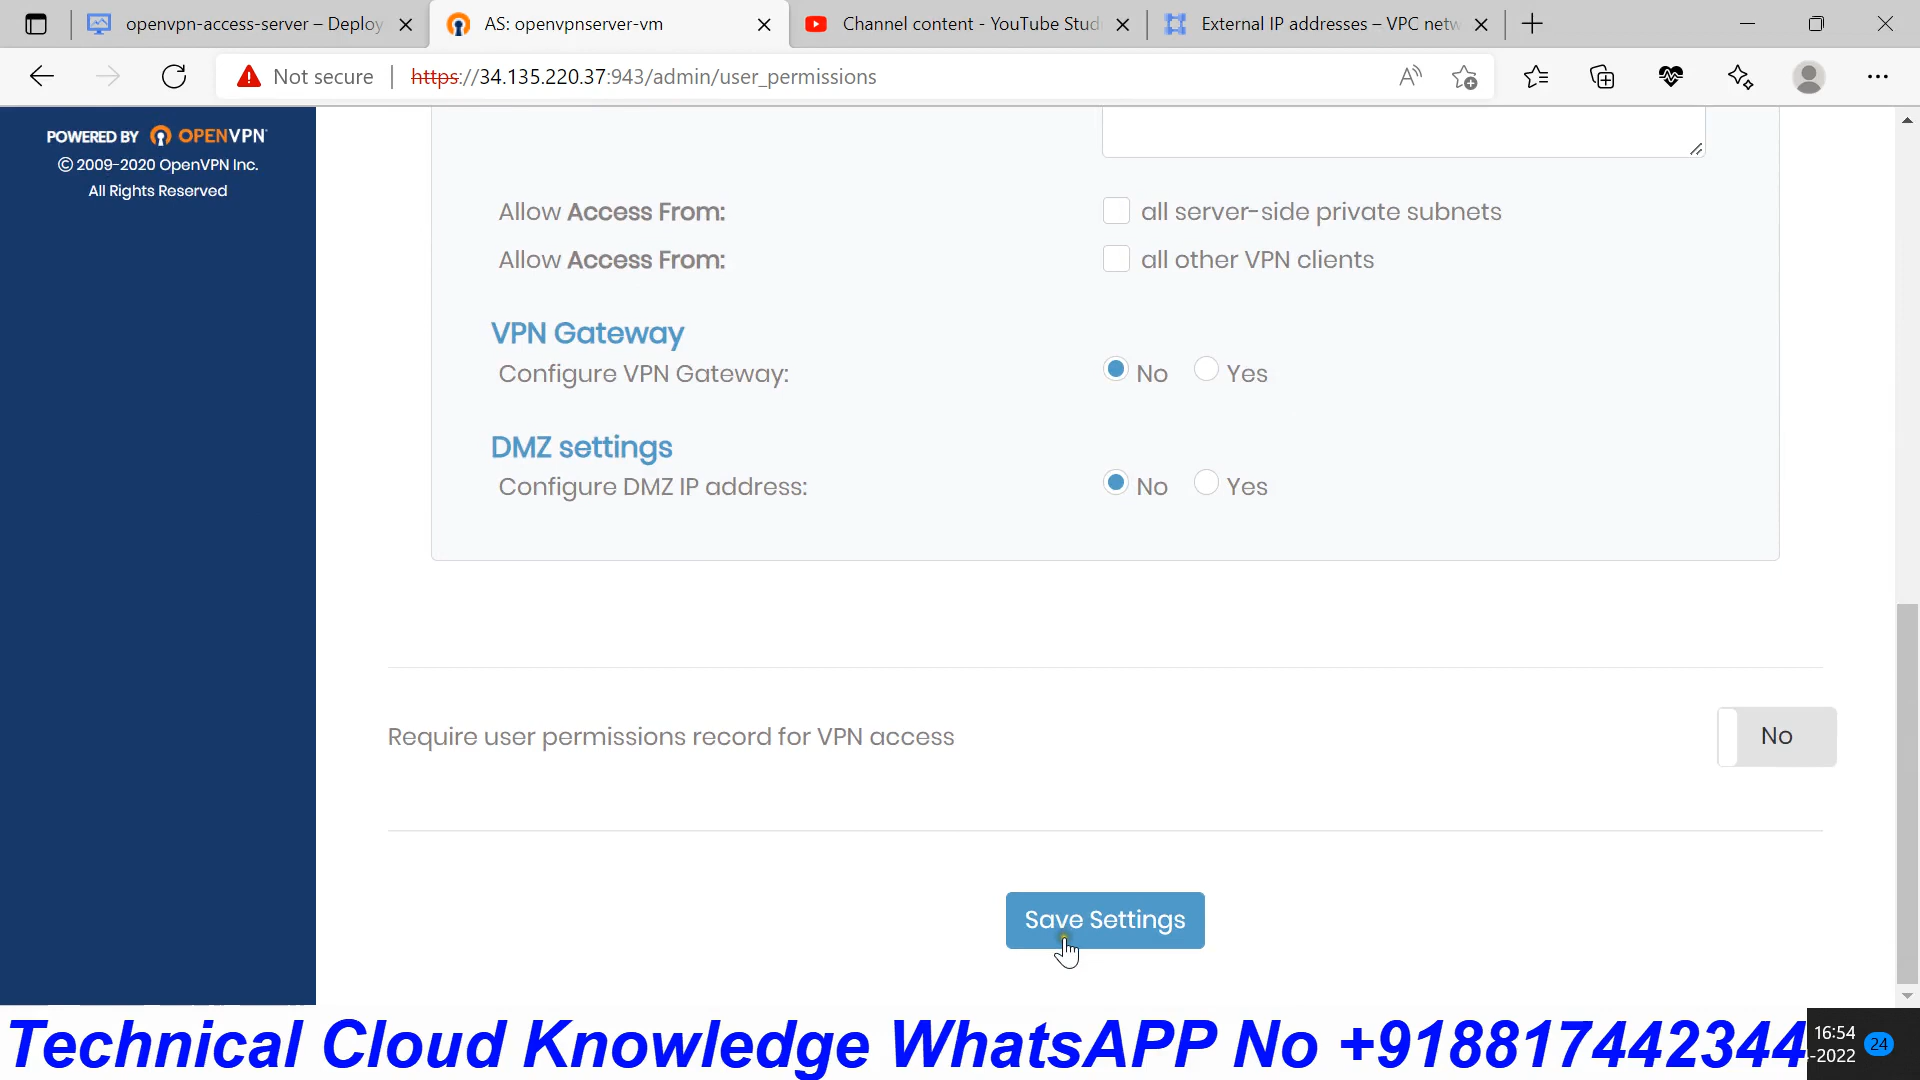 openvpn-access-server – Deploy
AS: openvpnserver-vm
Channel content - YouTube Stud
External IP addresses – VPC netw
Not secure
https://34.135.220.37:943/admin/user_permissions
POWERED BY OPENVPN
© 2009-2020 OpenVPN Inc.
All Rights Reserved
Allow Access From:
all server-side private subnets
Allow Access From:
all other VPN clients
VPN Gateway
Configure VPN Gateway:
No Yes
DMZ settings
Configure DMZ IP address:
No Yes
Require user permissions record for VPN access
No
Save Settings
Technical Cloud Knowledge WhatsAPP No +918817442344
16:54
-2022
24